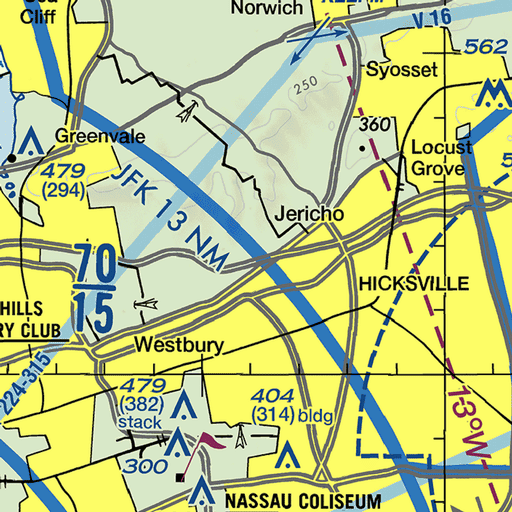 Norwich
Cliff
V 16
562
Syosset
250
360
Greenvale
Locust
Grove
479
(294)
JFK 13 NM
Jericho
70
15
HICKSVILLE
HILLS
RY CLUB
Westbury
224-315
479
(382)
stack
404
(314) bldg
13°W
300
NASSAU COLISEUM